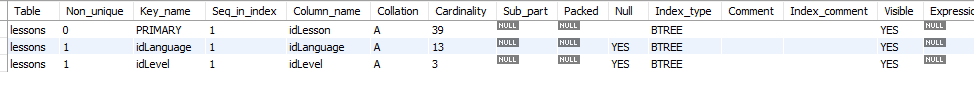 Table Non_unique Key_name Seq_in_index Column_name Collation Cardinality Sub_part Packed Null Index_type Comment Index_comment Visible Expressi
lessons 0 PRIMARY 1 idLesson A 39 NULL NULL BTREE YES NULL
lessons 1 idLanguage 1 idLanguage A 13 NULL NULL YES BTREE YES NULL
lessons 1 idLevel 1 idLevel A 3 NULL NULL YES BTREE YES NULL